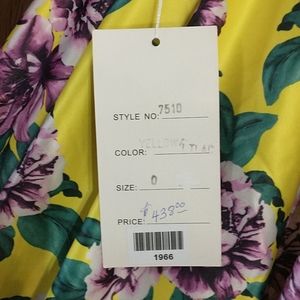 STYLE NO: 7510
COLOR: YELLOW
SIZE: 0
PRICE: $438.00
1966